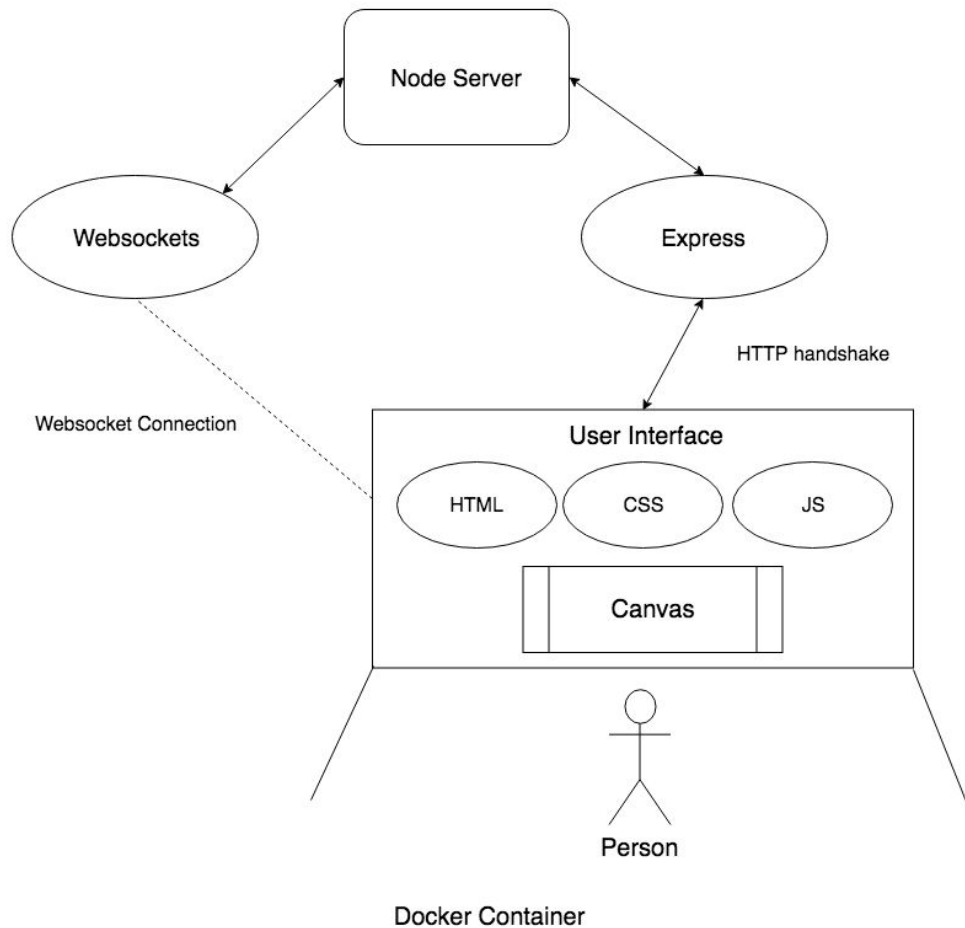 Node Server
Websockets
Express
HTTP handshake
Websocket Connection
User Interface
HTML
CSS
JS
Canvas
Person
Docker Container